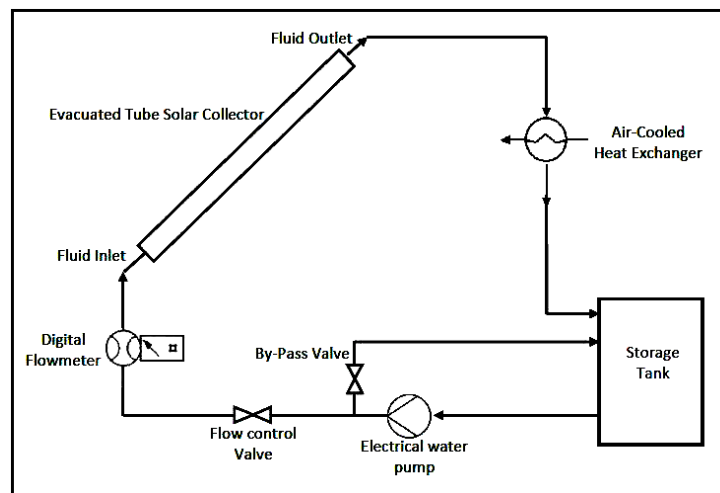 Fluid Outlet
Evacuated Tube Solar Collector
Air-Cooled
Heat Exchanger
Fluid Inlet
Digital
Flowmeter
By-Pass Valve
Storage
Tank
Flow control
Valve
Electrical water
pump